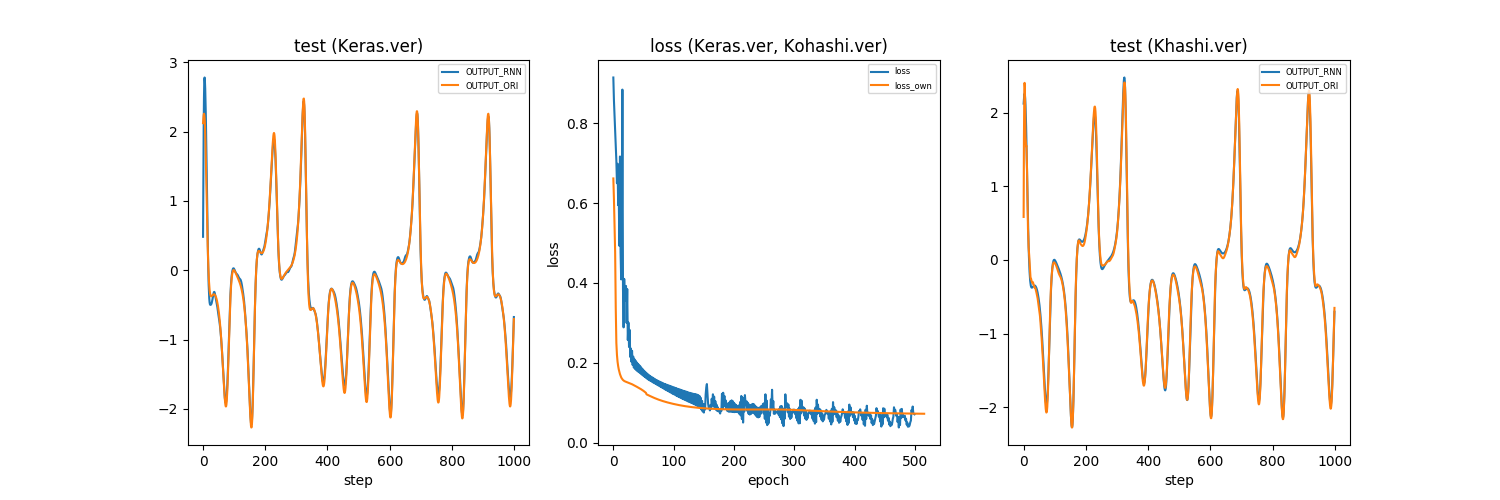 test (Keras.ver)
3
2
1
0
−1
−2
0 200 400 600 800 1000
step
OUTPUT_RNN
OUTPUT_ORI
loss (Keras.ver, Kohashi.ver)
loss
0.8
0.6
0.4
0.2
0.0
0 100 200 300 400 500
epoch
loss
loss_own
test (Khashi.ver)
2
1
0
−1
−2
0 200 400 600 800 1000
step
OUTPUT_RNN
OUTPUT_ORI